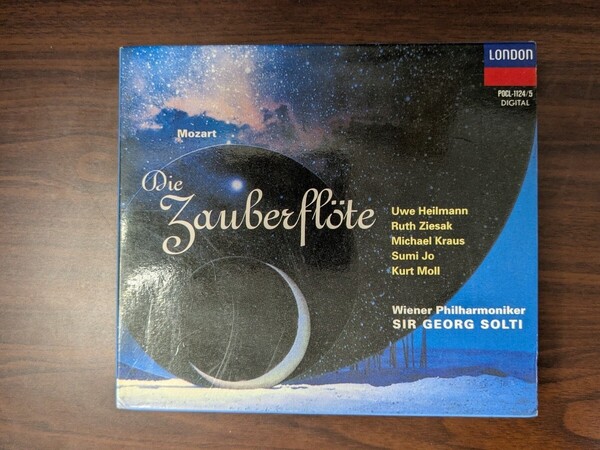 LONDON
POCL-1124/5
DIGITAL
Mozart
Die
Zauberflöte
Uwe Heilmann
Ruth Ziesak
Michael Kraus
Sumi Jo
Kurt Moll
Wiener Philharmoniker
SIR GEORG SOLTI